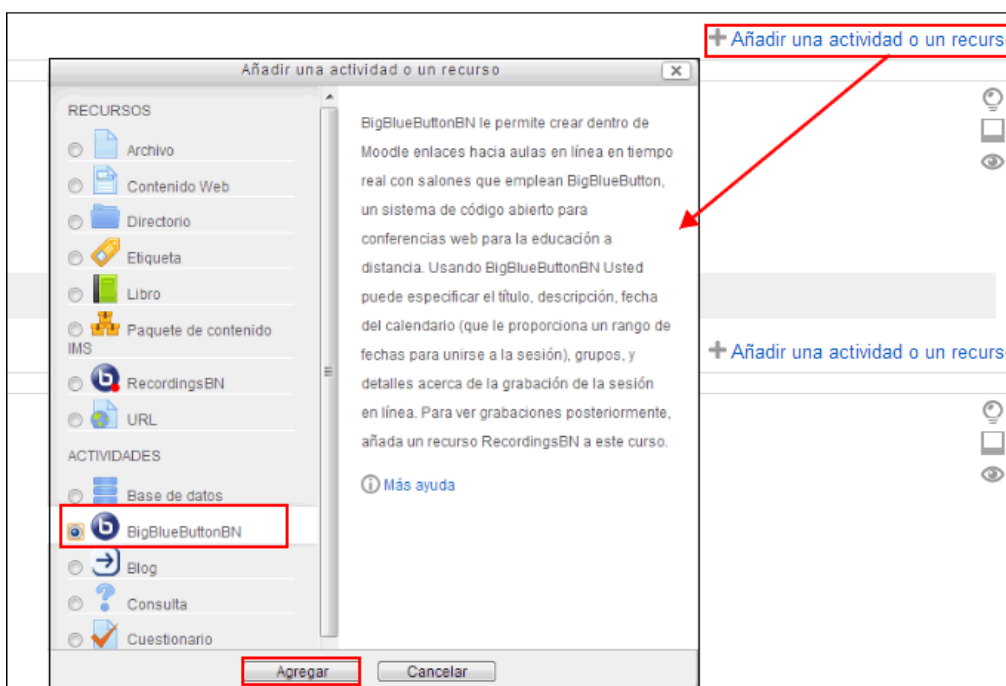 Añadir una actividad o un recurso
Añadir una actividad o un recurso
RECURSOS
Archivo
Contenido Web
Directorio
Etiqueta
Libro
Paquete de contenido
IMS
RecordingsBN
URL
ACTIVIDADES
Base de datos
BigBlueButtonBN
Blog
Consulta
Cuestionario
BigBlueButtonBN le permite crear dentro de
Moodle enlaces hacia aulas en línea en tiempo
real con salones que emplean BigBlueButton,
un sistema de código abierto para
conferencias web para la educación a
distancia. Usando BigBlueButtonBN Usted
puede especificar el título, descripción, fecha
del calendario (que le proporciona un rango de
fechas para unirse a la sesión), grupos, y
detalles acerca de la grabación de la sesión
en línea. Para ver grabaciones posteriormente,
añada un recurso RecordingsBN a este curso.
Más ayuda
Agregar
Cancelar
Añadir una actividad o un recurs